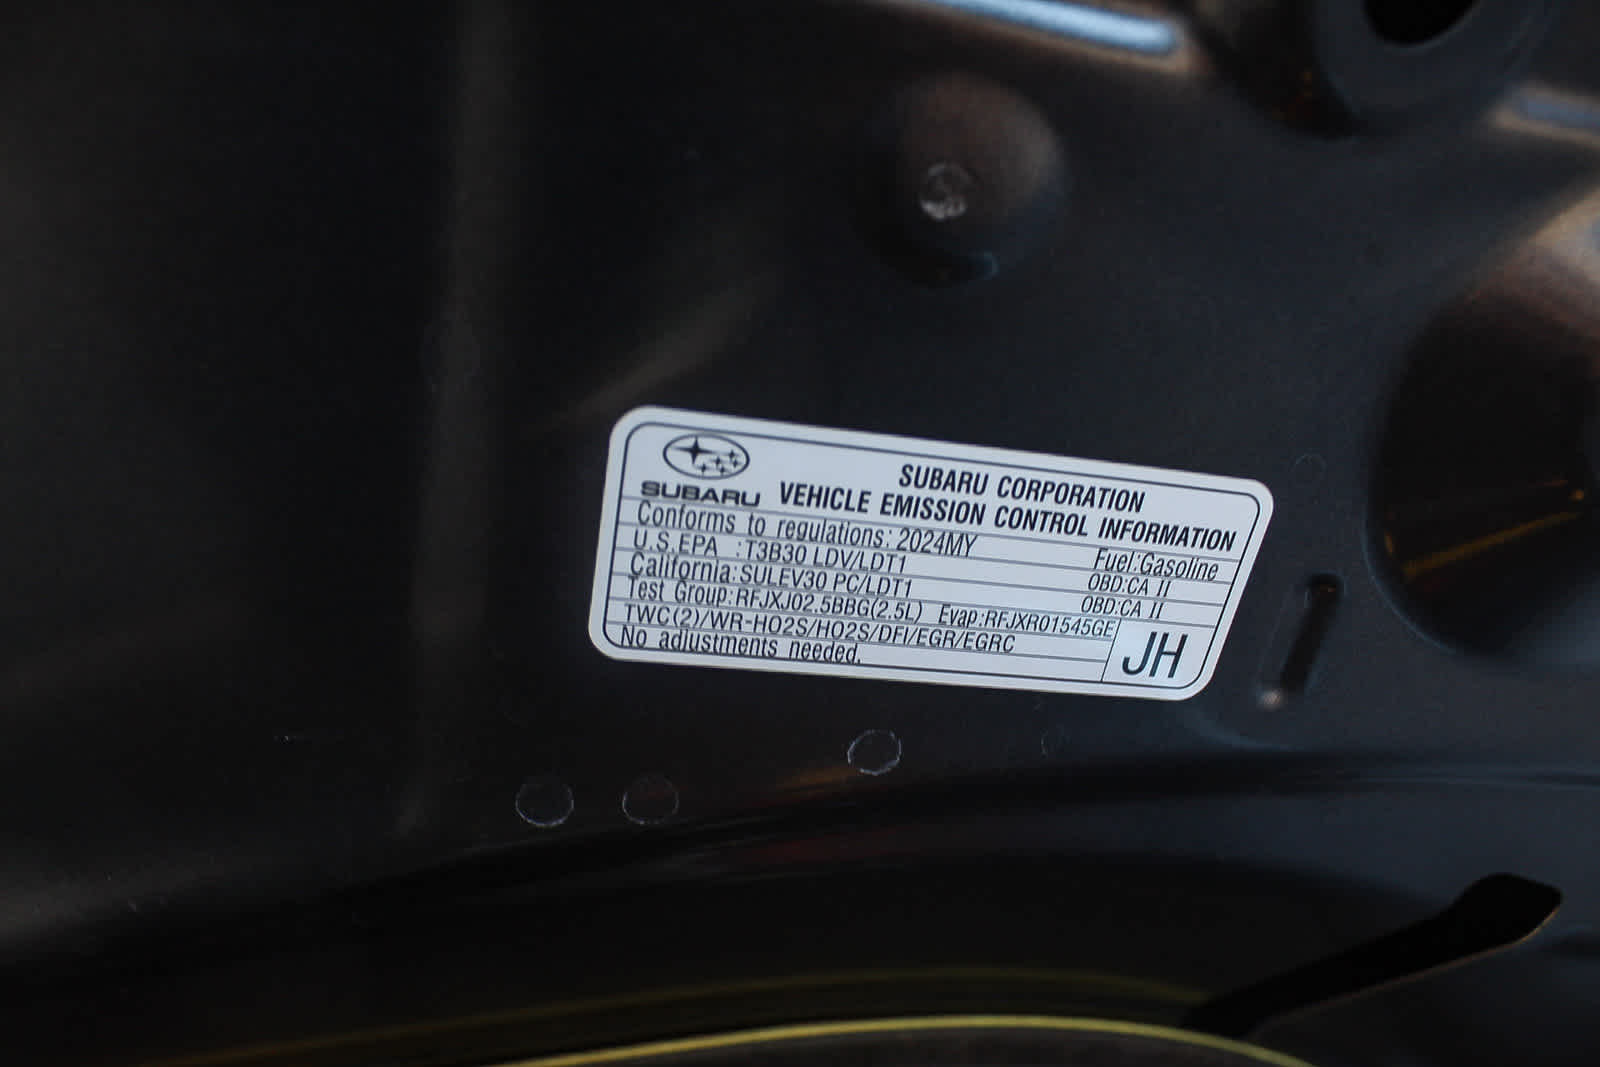 SUBARU CORPORATION
SUBARU VEHICLE EMISSION CONTROL INFORMATION
Conforms to regulations: 2024MY Fuel:Gasoline
U.S.EPA :T3B30 LDV/LDT1 OBD:CA II
California:SULEV30 PC/LDT1 OBD:CA II
Test Group:RFJXJ02.5BBG(2.5L) Evap:RFJXR01545GE
TWC(2)/WR-HO2S/HO2S/DFI/EGR/EGRC
No adjustments needed.
JH